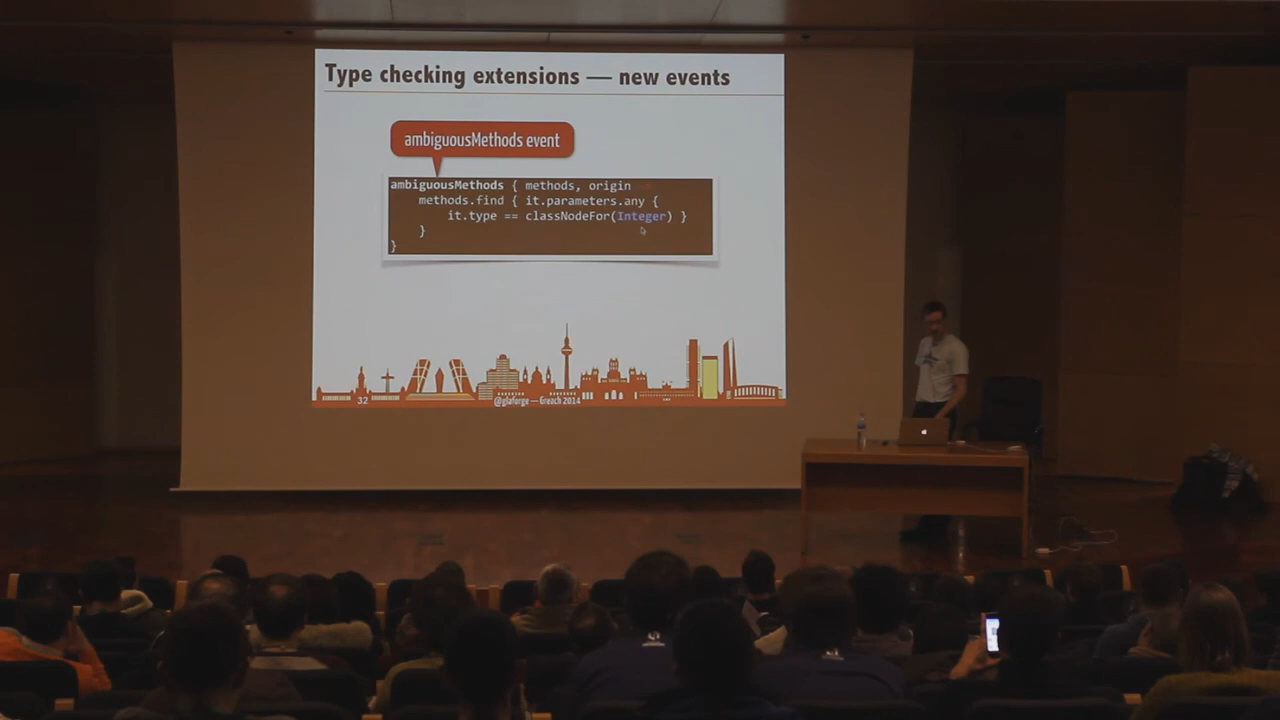 Type checking extensions — new events
ambiguousMethods event
ambiguousMethods { methods, origin ->
methods.find { it.parameters.any {
it.type == classNodeFor(Integer) }
}
}
32
@glaforge — Greach 2014